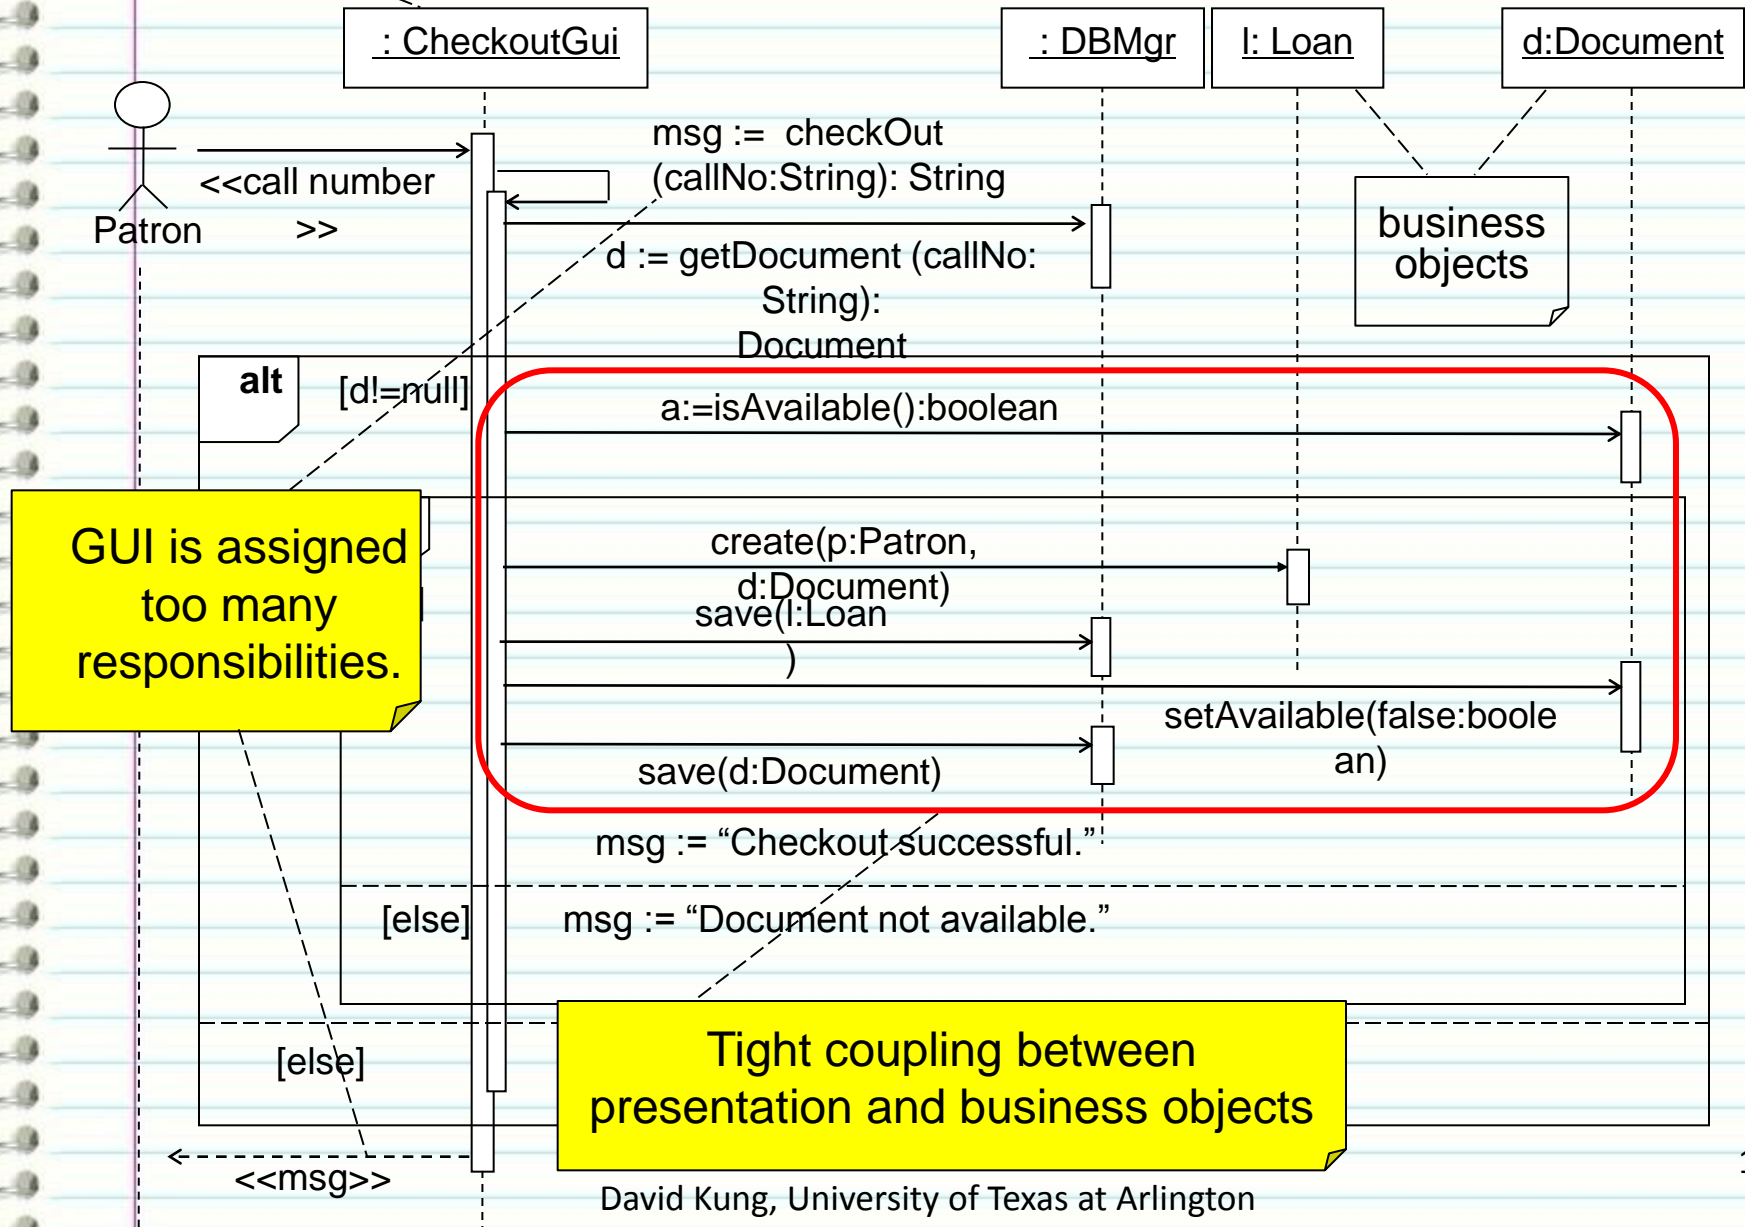 : CheckoutGui
: DBMgr
l: Loan
d:Document
msg := checkOut
(callNo:String): String
<<call number
>>
Patron
d := getDocument (callNo:
String):
Document
business
objects
alt
[d!=null]
a:=isAvailable():boolean
GUI is assigned
too many
responsibilities.
create(p:Patron,
d:Document)
save(l:Loan
)
setAvailable(false:boole
an)
save(d:Document)
msg := “Checkout successful.”
[else]
msg := “Document not available.”
[else]
Tight coupling between
presentation and business objects
<<msg>>
David Kung, University of Texas at Arlington